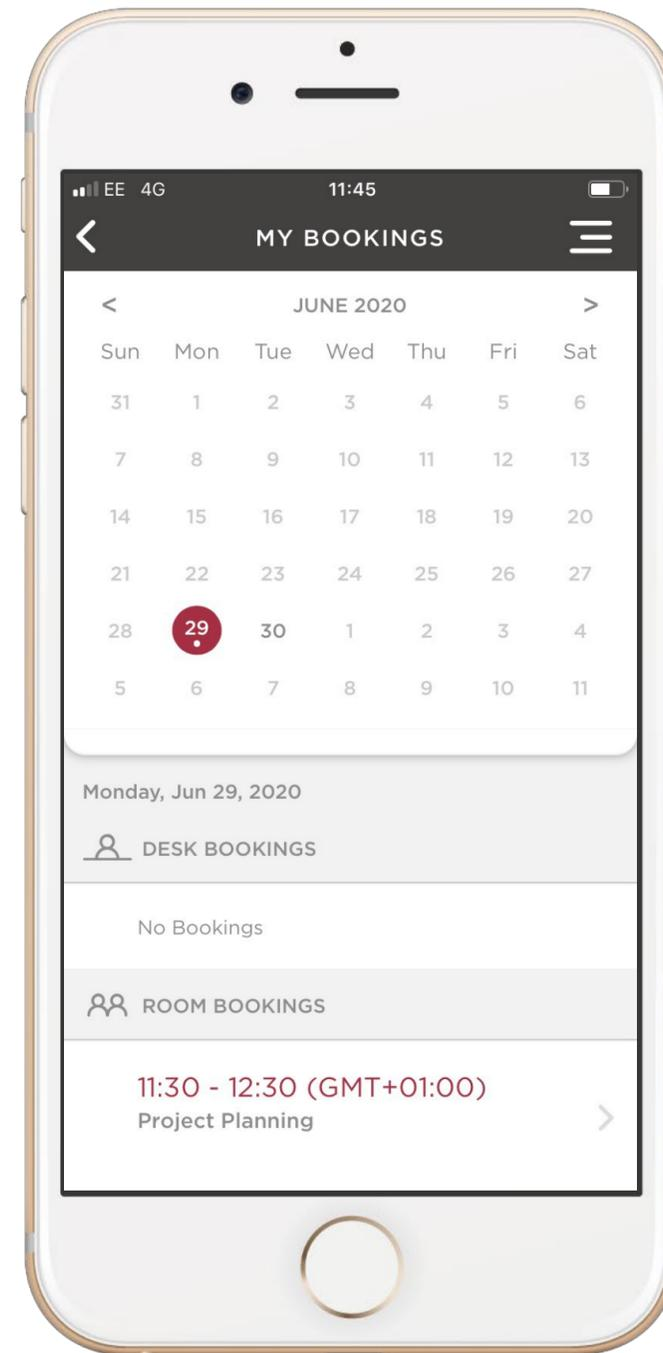 EE 4G 11:45
MY BOOKINGS
< JUNE 2020 >
Sun Mon Tue Wed Thu Fri Sat
31 1 2 3 4 5 6
7 8 9 10 11 12 13
14 15 16 17 18 19 20
21 22 23 24 25 26 27
28 29 30 1 2 3 4
5 6 7 8 9 10 11
Monday, Jun 29, 2020
DESK BOOKINGS
No Bookings
ROOM BOOKINGS
11:30 - 12:30 (GMT+01:00)
Project Planning